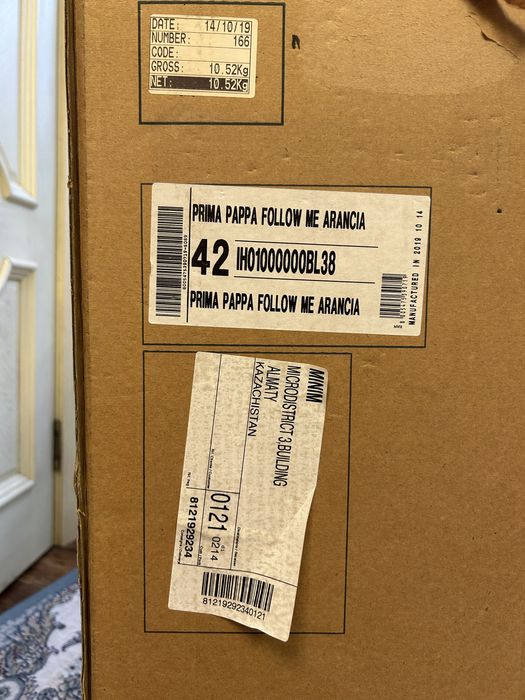 DATE: 14/10/19
NUMBER: 166
CODE:
GROSS: 10.52Kg
NET: 10.52Kg
PRIMA PAPPA FOLLOW ME ARANCIA
42 IH01000000BL38
PRIMA PAPPA FOLLOW ME ARANCIA
MANUFACTURED IN 2019 10 14
MINIM
MICRODISTRICT 3,BUILDING
ALMATY
KAZACHISTAN
0121 0214
8121929234
81219292340121